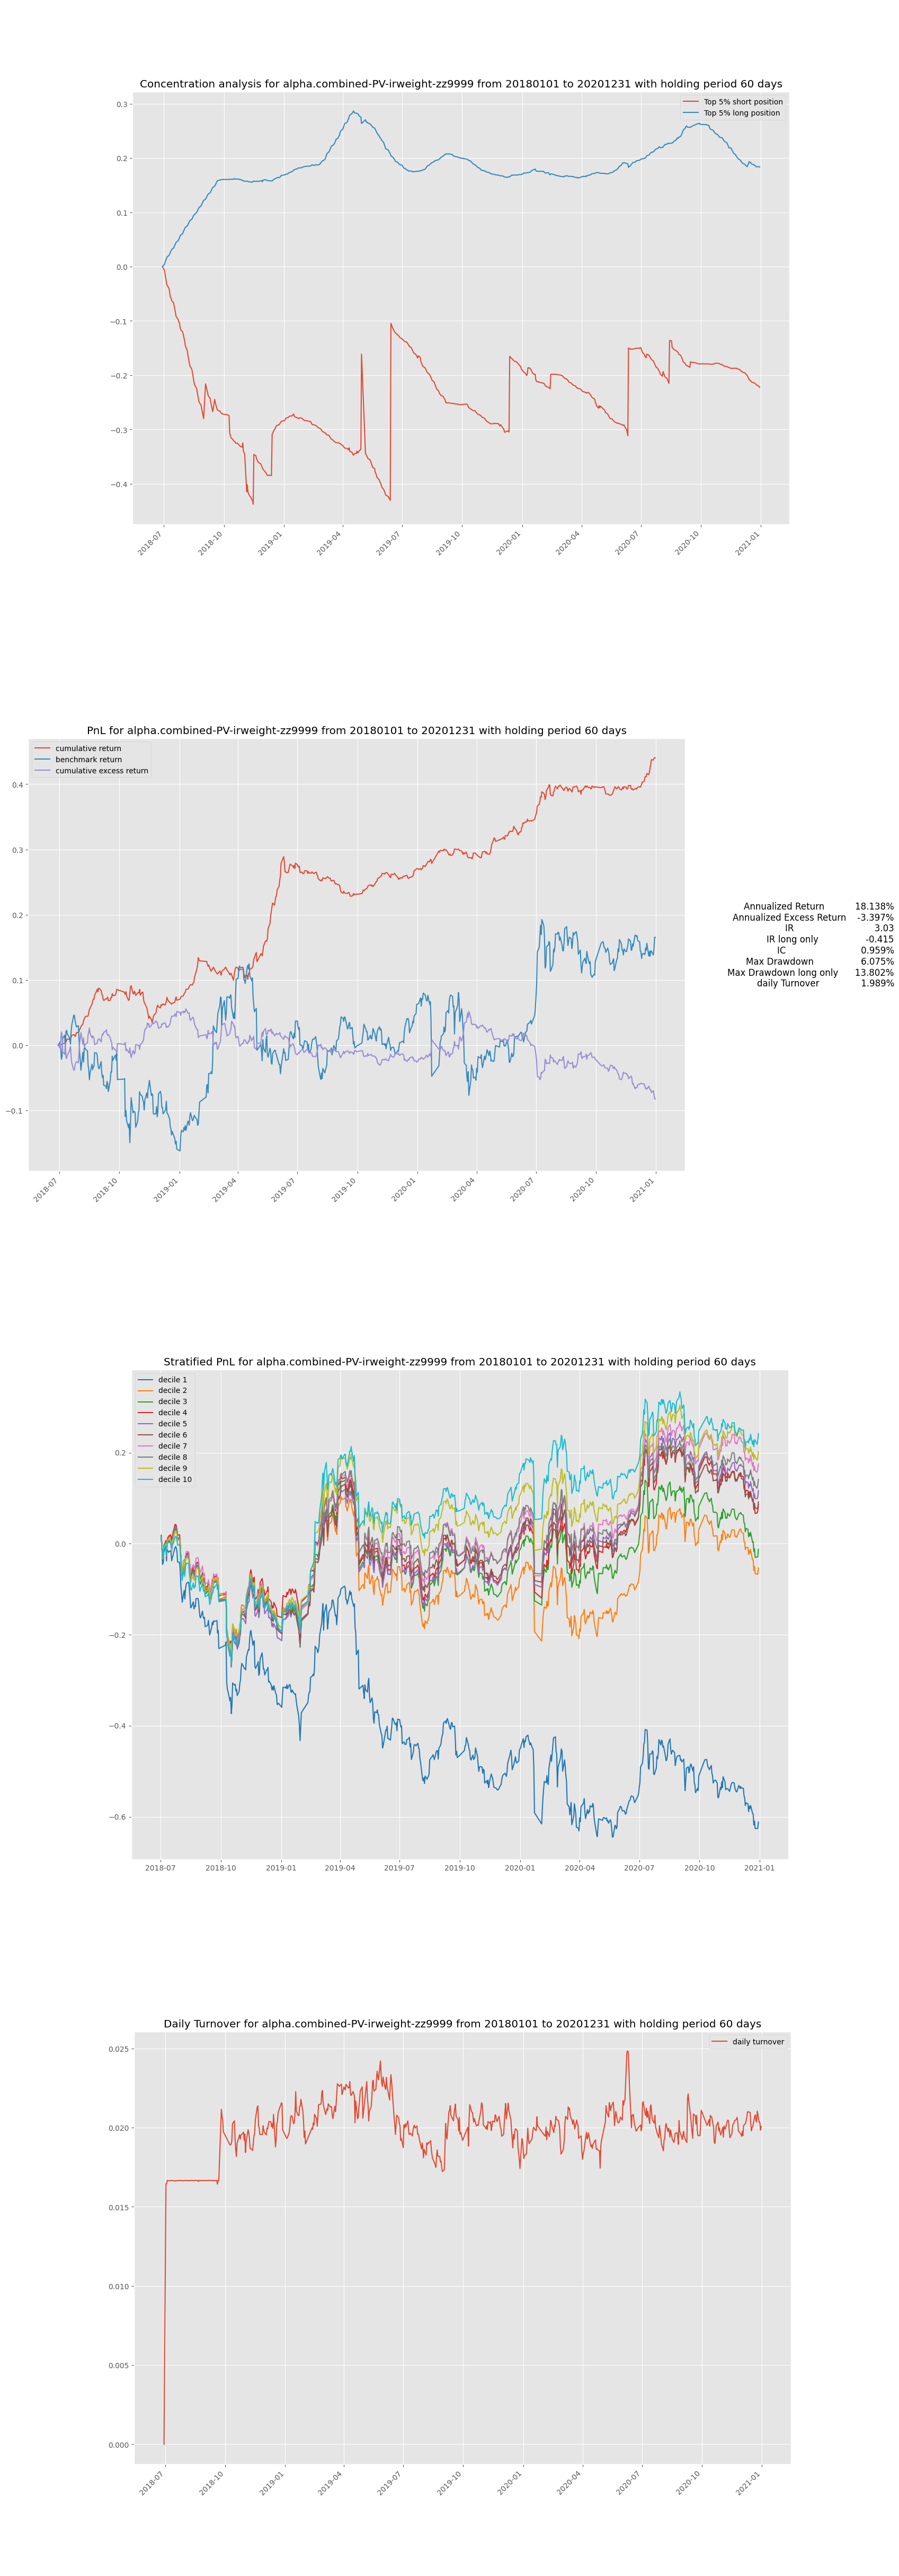 Concentration analysis for alpha.combined-PV-irweight-zz9999 from 20180101 to 20201231 with holding period 60 days
Top 5% short position
Top 5% long position
0.3
0.2
0.1
0.0
−0.1
−0.2
−0.3
−0.4
2018-07
2018-10
2019-01
2019-04
2019-07
2019-10
2020-01
2020-04
2020-07
2020-10
2021-01
PnL for alpha.combined-PV-irweight-zz9999 from 20180101 to 20201231 with holding period 60 days
cumulative return
benchmark return
cumulative excess return
0.4
0.3
0.2
0.1
0.0
−0.1
2018-07
2018-10
2019-01
2019-04
2019-07
2019-10
2020-01
2020-04
2020-07
2020-10
2021-01
Annualized Return 18.138%
Annualized Excess Return -3.397%
IR 3.03
IR long only -0.415
IC 0.959%
Max Drawdown 6.075%
Max Drawdown long only 13.802%
daily Turnover 1.989%
Stratified PnL for alpha.combined-PV-irweight-zz9999 from 20180101 to 20201231 with holding period 60 days
decile 1
decile 2
decile 3
decile 4
decile 5
decile 6
decile 7
decile 8
decile 9
decile 10
0.2
0.0
−0.2
−0.4
−0.6
2018-07
2018-10
2019-01
2019-04
2019-07
2019-10
2020-01
2020-04
2020-07
2020-10
2021-01
Daily Turnover for alpha.combined-PV-irweight-zz9999 from 20180101 to 20201231 with holding period 60 days
daily turnover
0.025
0.020
0.015
0.010
0.005
0.000
2018-07
2018-10
2019-01
2019-04
2019-07
2019-10
2020-01
2020-04
2020-07
2020-10
2021-01